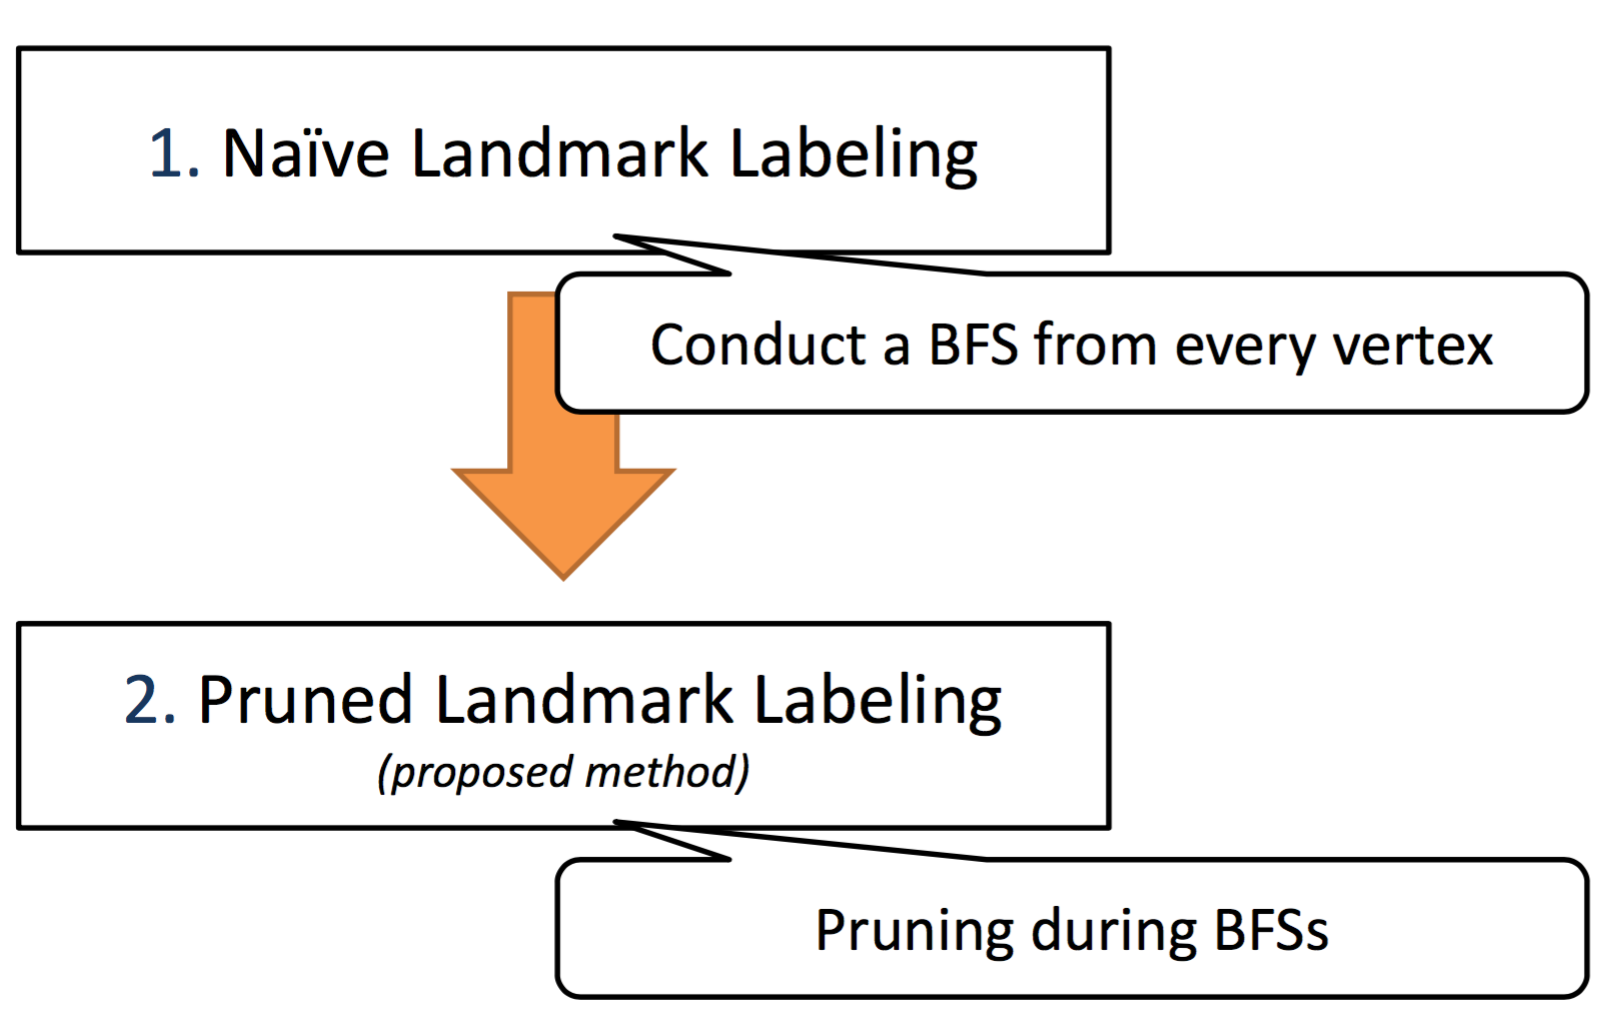 1. Naïve Landmark Labeling
Conduct a BFS from every vertex
2. Pruned Landmark Labeling
(proposed method)
Pruning during BFSs